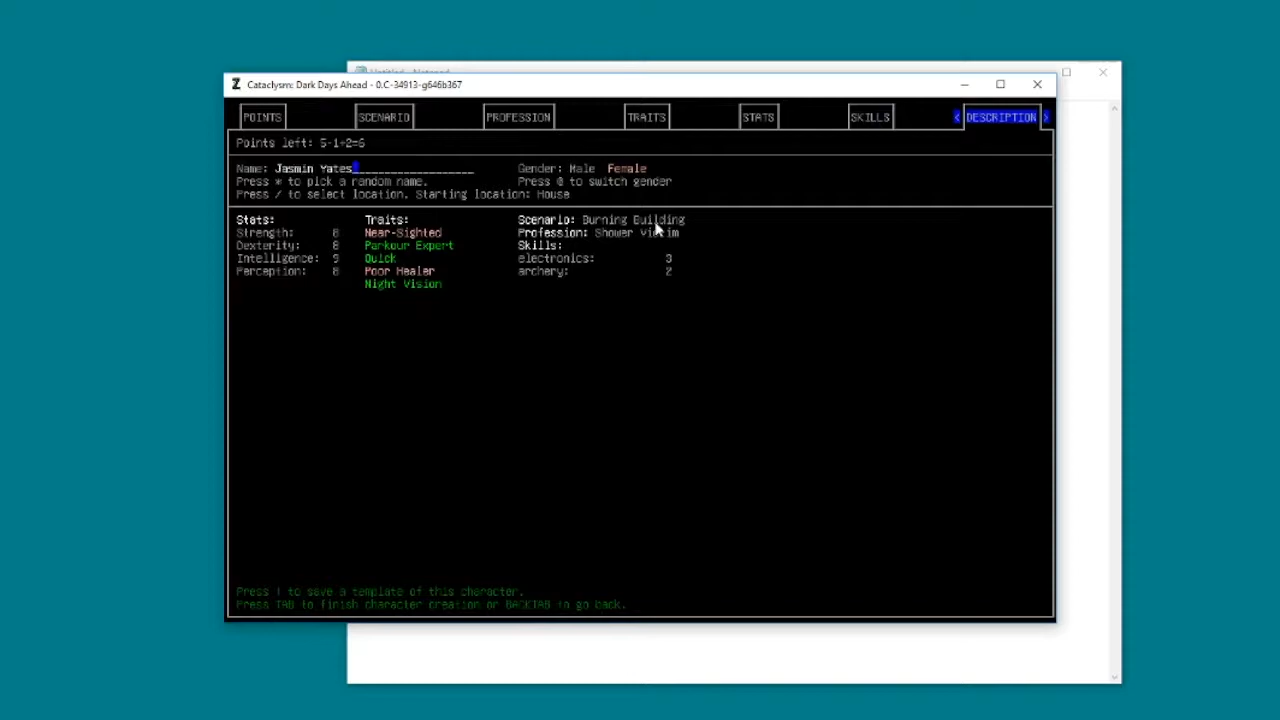 Untitled - Notepad
Cataclysm: Dark Days Ahead - 0.C-34913-g646b367
POINTS SCENARIO PROFESSION TRAITS STATS SKILLS < DESCRIPTION >
Points left: 5-1+2=6
Name: Jasmin Yates_ Gender: Male Female
Press * to pick a random name. Press @ to switch gender
Press / to select location. Starting location: House
Stats: Traits: Scenario: Burning Building
Strength: 8 Near-Sighted Profession: Shower Victim
Dexterity: 8 Parkour Expert Skills:
Intelligence: 9 Quick electronics: 3
Perception: 8 Poor Healer archery: 2
Night Vision
Press ! to save a template of this character.
Press TAB to finish character creation or BACKTAB to go back.